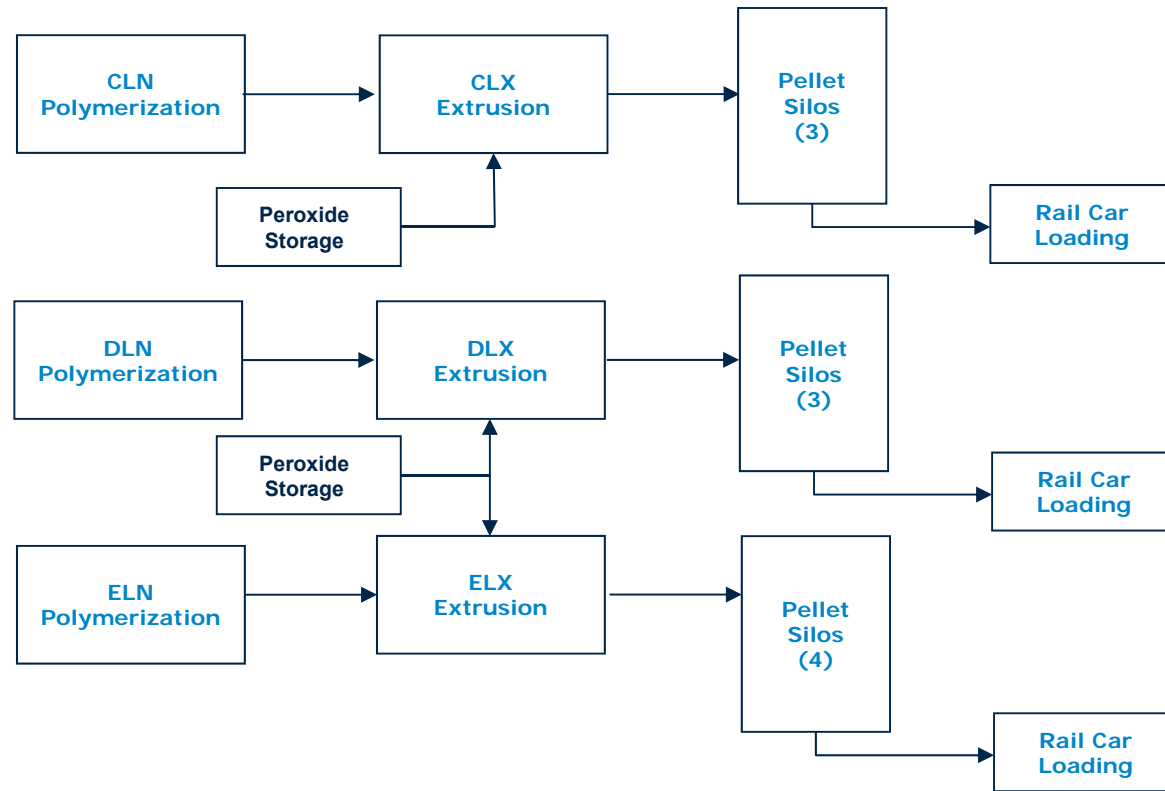 CLN
Polymerization
CLX
Extrusion
Pellet
Silos
(3)
Peroxide
Storage
Rail Car
Loading
DLN
Polymerization
DLX
Extrusion
Pellet
Silos
(3)
Peroxide
Storage
Rail Car
Loading
ELN
Polymerization
ELX
Extrusion
Pellet
Silos
(4)
Rail Car
Loading